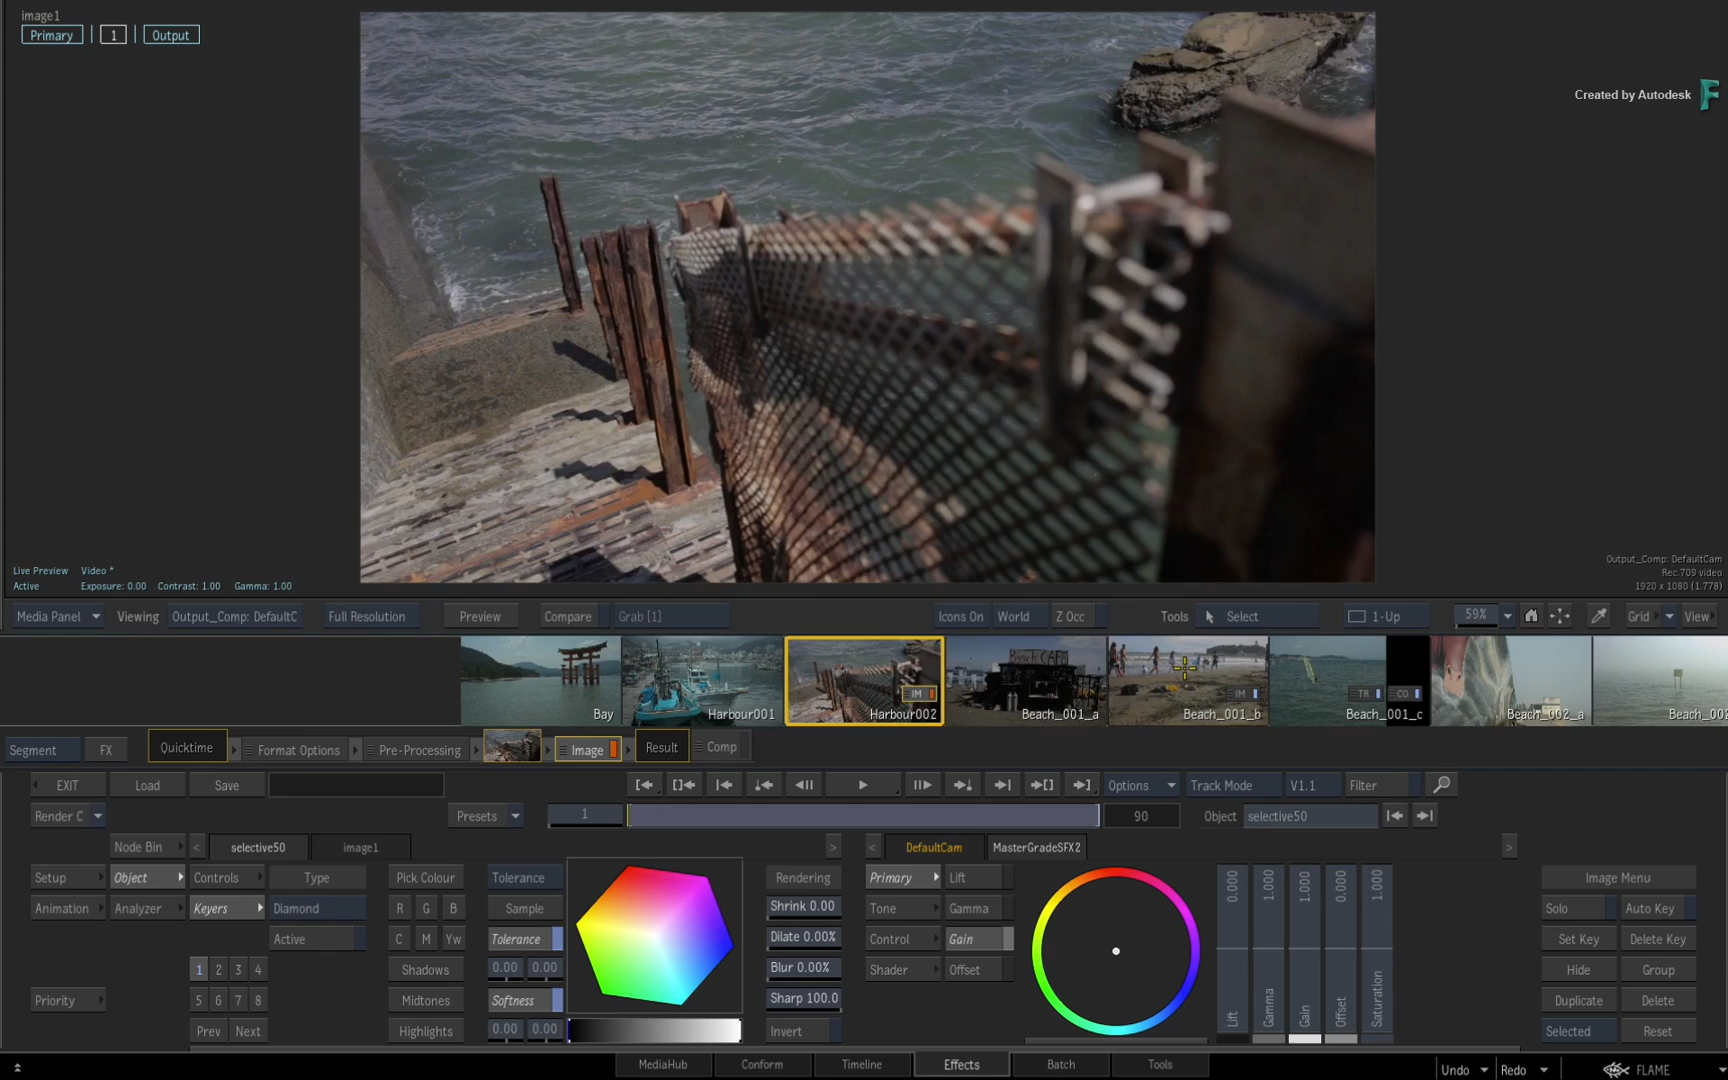 image1
Primary 1 Output
Created by Autodesk
Live Preview Video *
Active Exposure: 0.00 Contrast: 1.00 Gamma: 1.00
Output_Comp: DefaultCam
Rec.709 video
1920 x 1080 (1.778)
Media Panel Viewing Output_Comp: DefaultC Full Resolution Preview Compare Grab [1] Icons On World Z Occ Tools Select 1-Up 59% Grid View
IM IM TR CO
Bay Harbour001 Harbour002 Beach_001_a Beach_001_b Beach_001_c Beach_002_a Beach_002
Segment FX Quicktime Format Options Pre-Processing Image Result Comp
EXIT Load Save Options Track Mode V1.1 Filter
Render C Presets 1 90 Object selective50
Node Bin < selective50 image1 > < DefaultCam MasterGradeSFX2 >
Setup Object Controls Type Pick Colour Tolerance Rendering Primary Lift 0.000 1.000 1.000 0.000 1.000 Image Menu
Animation Analyzer Keyers Diamond R G B Sample Shrink 0.00 Tone Gamma Solo Auto Key
Active C M Yw Tolerance Dilate 0.00% Control Gain Set Key Delete Key
1 2 3 4 Shadows 0.00 0.00 Blur 0.00% Shader Offset Hide Group
Priority 5 6 7 8 Midtones Softness Sharp 100.0 Lift Gamma Gain Offset Saturation Duplicate Delete
Prev Next Highlights 0.00 0.00 Invert Selected Reset
MediaHub Conform Timeline Effects Batch Tools Undo Redo FLAME